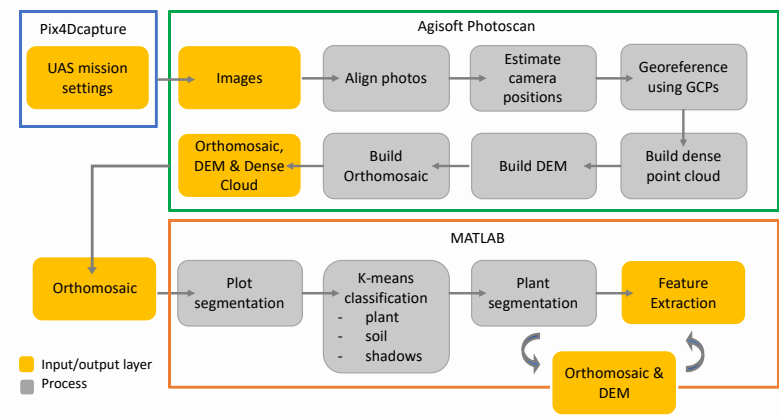 Pix4Dcapture
Agisoft Photoscan
UAS mission
settings
Images
Align photos
Estimate
camera
positions
Georeference
using GCPs
Orthomosaic,
DEM & Dense
Cloud
Build
Orthomosaic
Build DEM
Build dense
point cloud
MATLAB
Orthomosaic
Plot
segmentation
K-means
classification
- plant
- soil
- shadows
Plant
segmentation
Feature
Extraction
Orthomosaic &
DEM
Input/output layer
Process